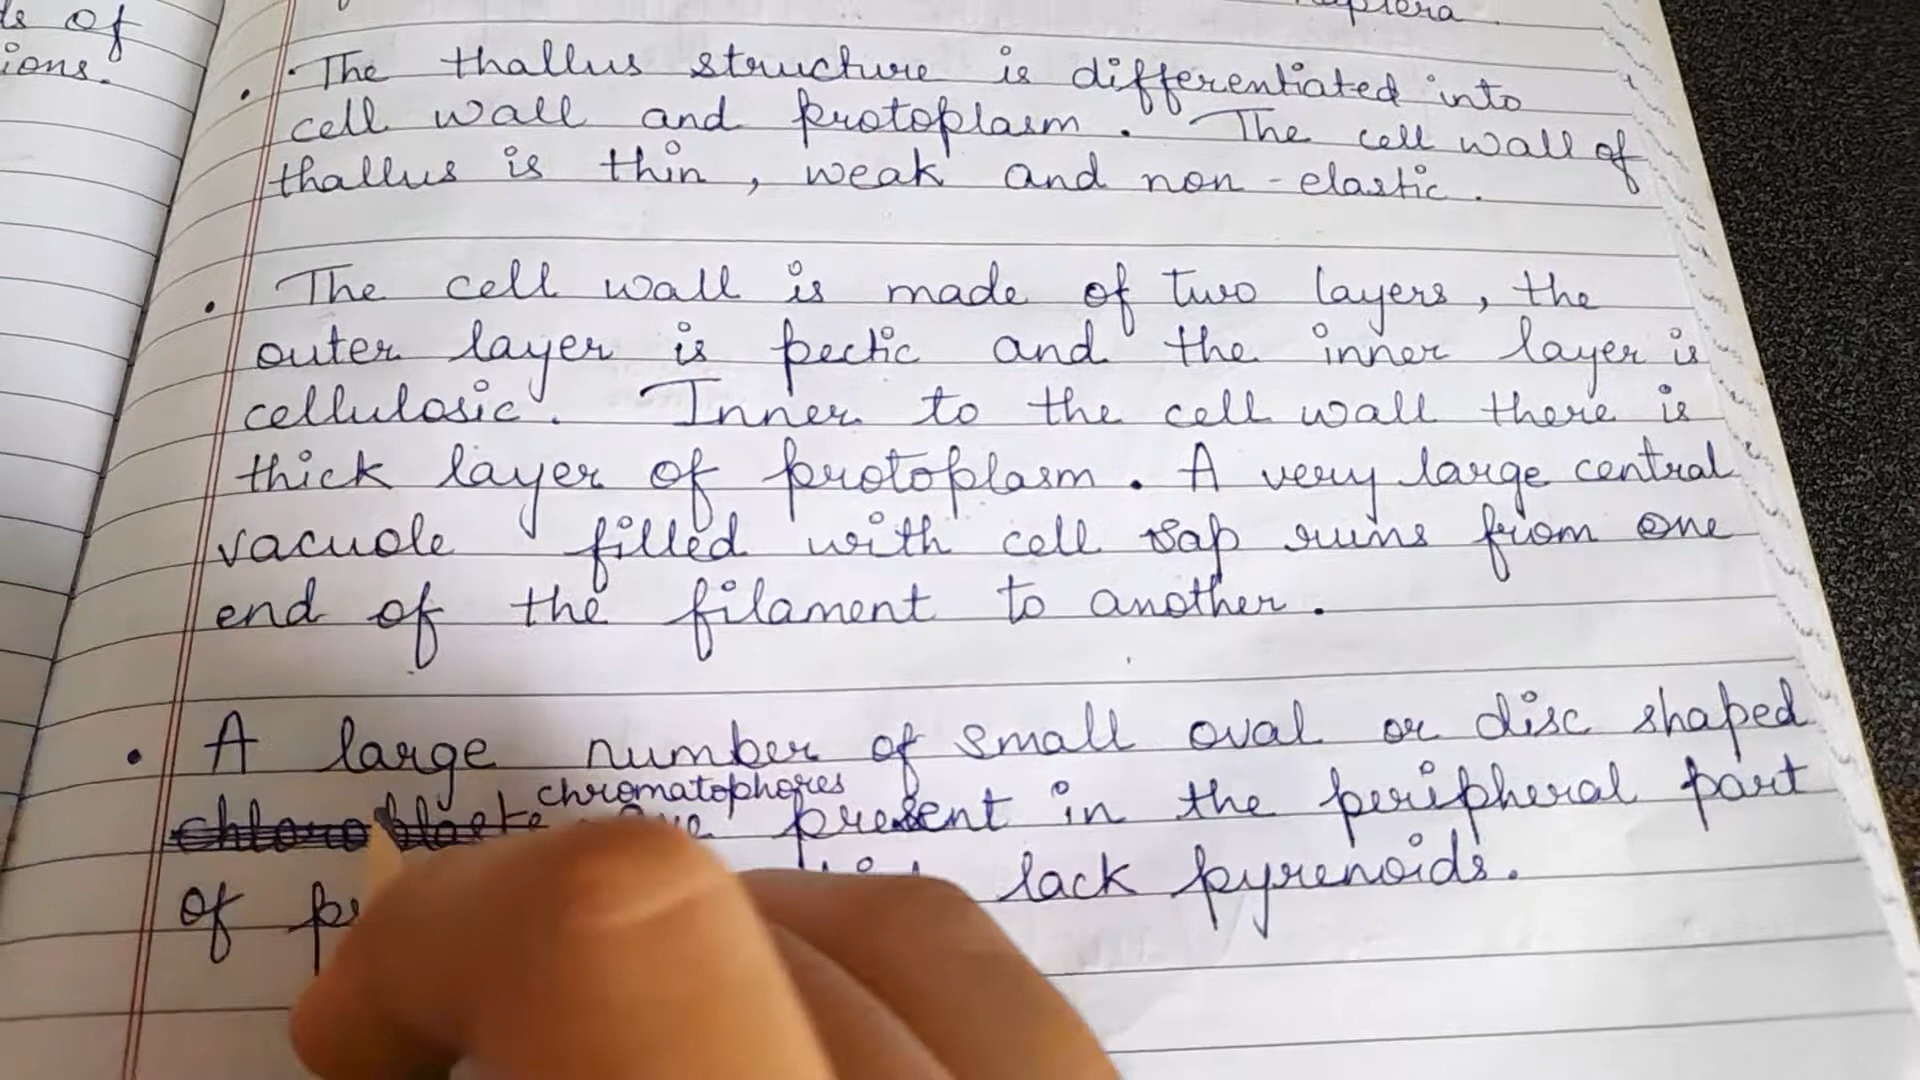 ls of
ions.
• The thallus structure is differentiated into
cell wall and protoplasm. The cell wall of
thallus is thin, weak and non-elastic.
• The cell wall is made of two layers, the
outer layer is pectic and the inner layer is
cellulosic. Inner to the cell wall there is
thick layer of protoplasm. A very large central
vacuole filled with cell sap runs from one
end of the filament to another.
• A large number of small oval or disc shaped
chromatophores
chloroplasts are present in the peripheral part
of lack pyrenoids.